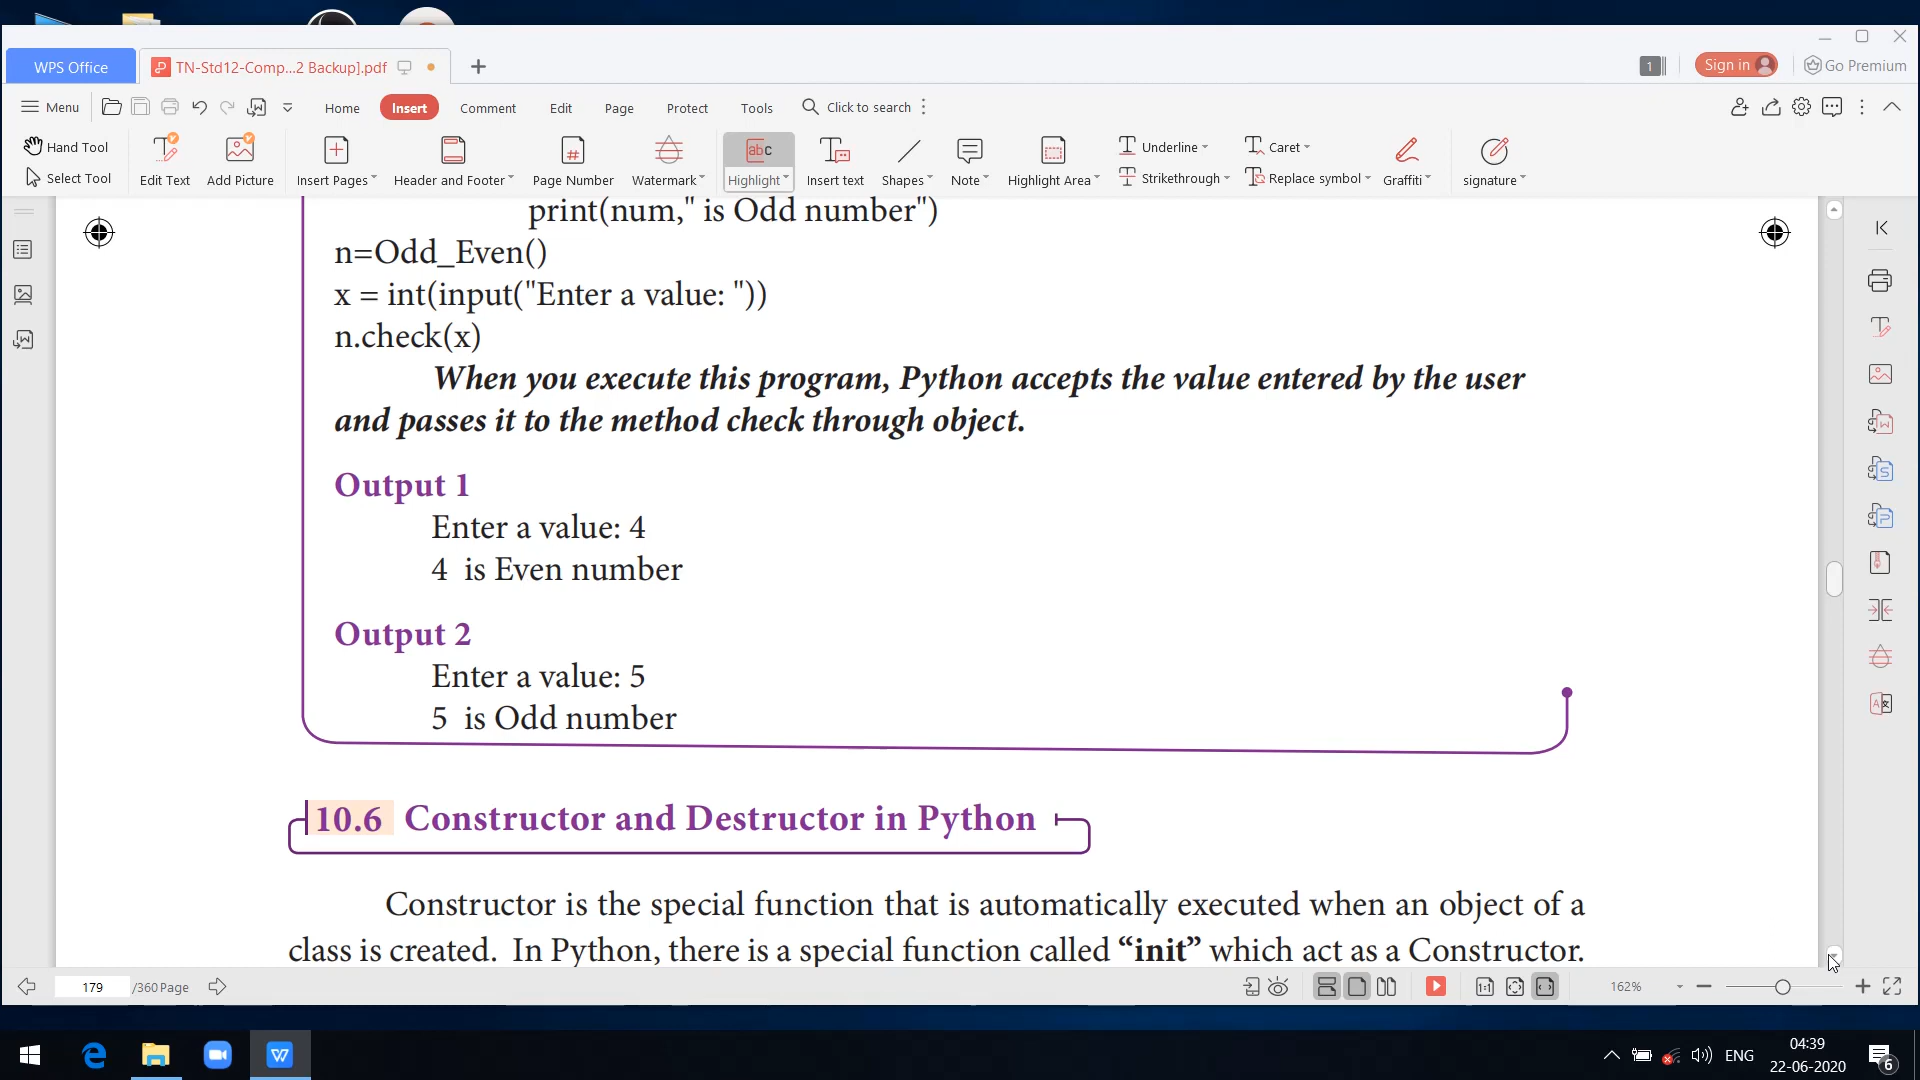 WPS Office
TN-Std12-Comp...2 Backup].pdf
1
Sign in
Go Premium
Menu
Home
Insert
Comment
Edit
Page
Protect
Tools
Click to search
Hand Tool
Select Tool
Edit Text
Add Picture
Insert Pages
Header and Footer
Page Number
Watermark
Highlight
Insert text
Shapes
Note
Highlight Area
Underline
Strikethrough
Caret
Replace symbol
Graffiti
signature
print(num," is Odd number")
n=Odd_Even()
x = int(input("Enter a value: "))
n.check(x)
When you execute this program, Python accepts the value entered by the user
and passes it to the method check through object.
Output 1
Enter a value: 4
4 is Even number
Output 2
Enter a value: 5
5 is Odd number
10.6 Constructor and Destructor in Python
Constructor is the special function that is automatically executed when an object of a
class is created. In Python, there is a special function called “init” which act as a Constructor.
179 /360 Page
162%
ENG
04:39
22-06-2020
6